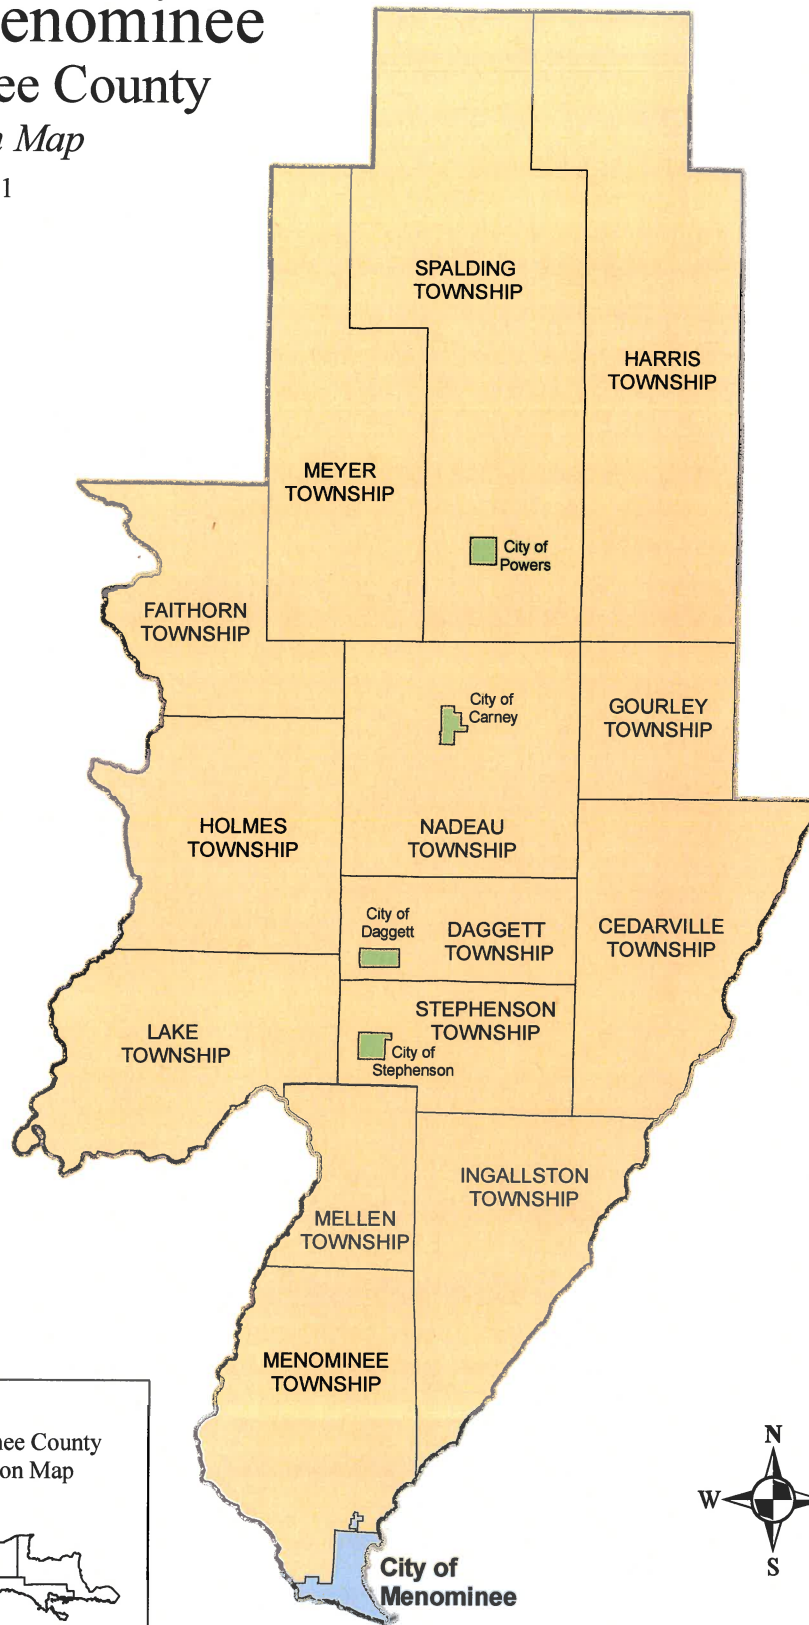 enominee
ee County
Map
1
SPALDING
TOWNSHIP
HARRIS
TOWNSHIP
MEYER
TOWNSHIP
City of
Powers
FAITHORN
TOWNSHIP
City of
Carney
GOURLEY
TOWNSHIP
HOLMES
TOWNSHIP
NADEAU
TOWNSHIP
City of
Daggett
DAGGETT
TOWNSHIP
CEDARVILLE
TOWNSHIP
STEPHENSON
TOWNSHIP
LAKE
TOWNSHIP
City of
Stephenson
INGALLSTON
TOWNSHIP
MELLEN
TOWNSHIP
MENOMINEE
TOWNSHIP
nee County
on Map
N
W
S
City of
Menominee